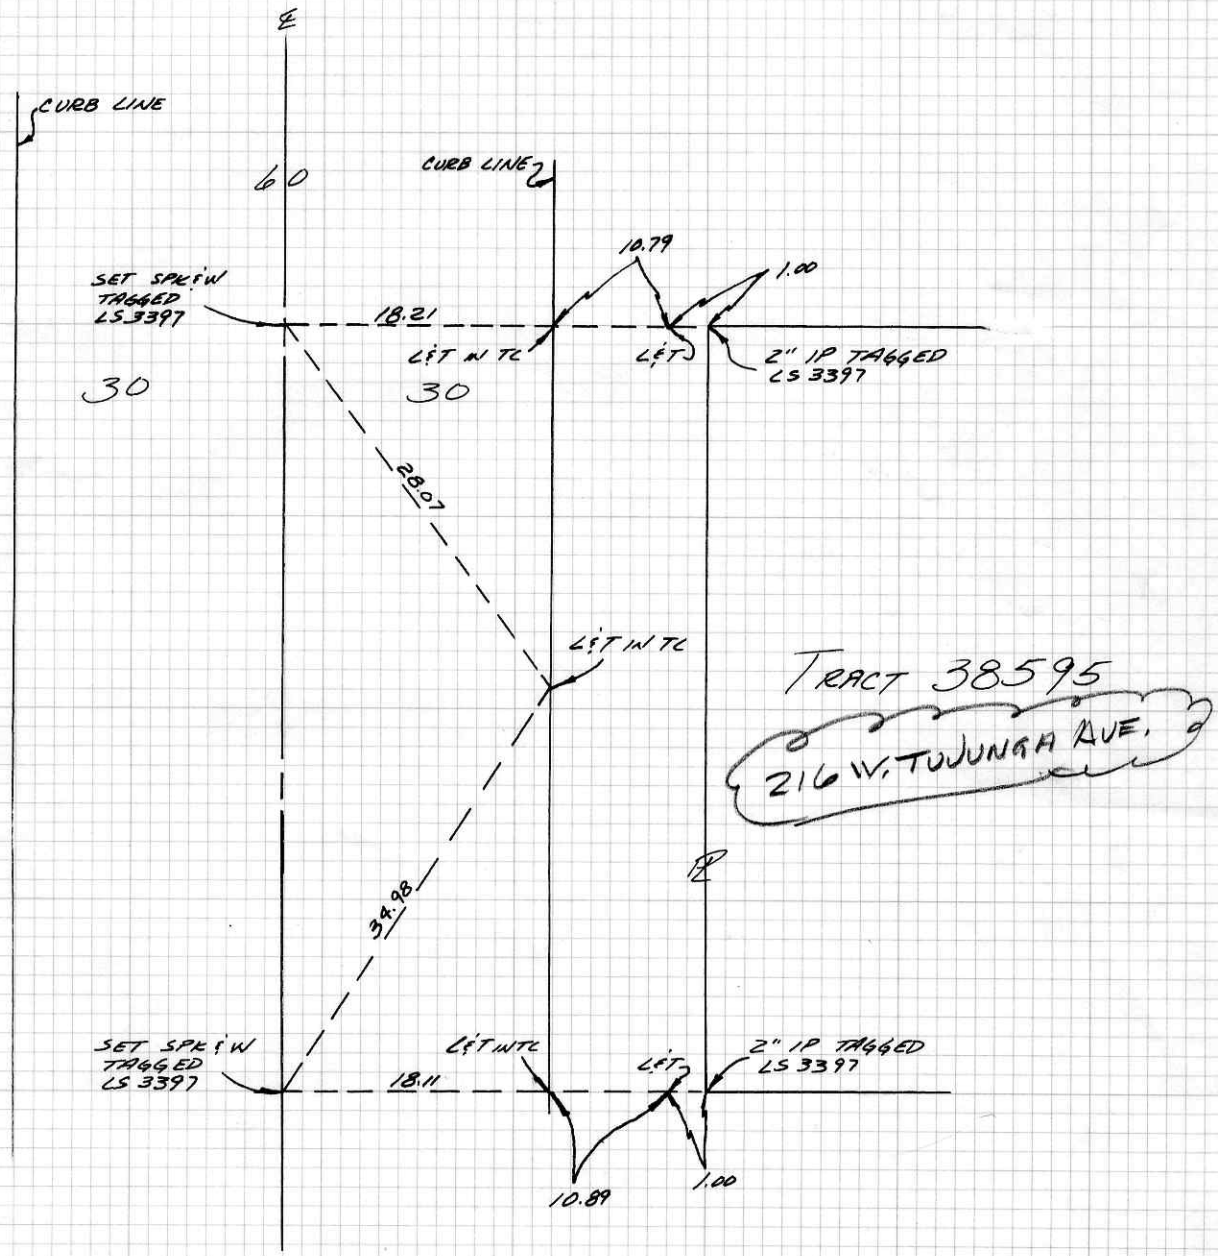 ℄
CURB LINE
CURB LINE
60
10.79
1.00
SET SPK & W
TAGGED
LS 3397
18.21
L&T IN TC
L&T
2" IP TAGGED
LS 3397
30
30
28.07
L&T IN TC
TRACT 38595
216 W. TUJUNGA AVE.
PL
34.98
SET SPK & W
TAGGED
LS 3397
18.11
L&T IN TC
L&T
2" IP TAGGED
LS 3397
10.89
1.00